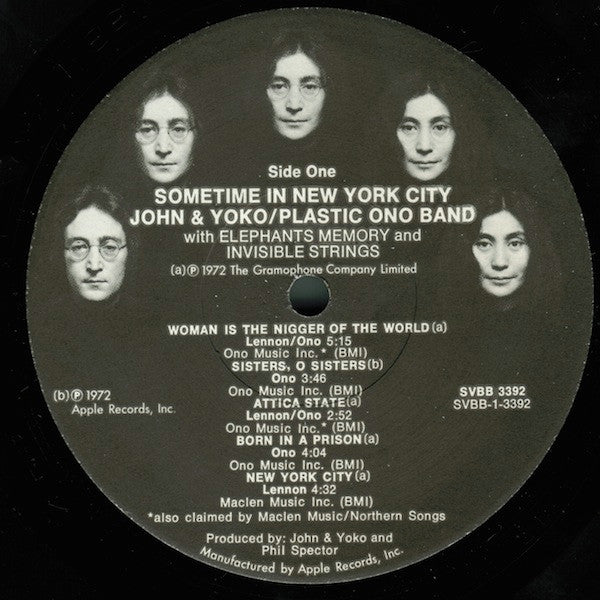 Side One
SOMETIME IN NEW YORK CITY
JOHN & YOKO/PLASTIC ONO BAND
with ELEPHANTS MEMORY and
INVISIBLE STRINGS
(a)Ⓟ1972 The Gramophone Company Limited
WOMAN IS THE NIGGER OF THE WORLD(a)
Lennon/Ono 5:15
Ono Music Inc.* (BMI)
SISTERS, O SISTERS(b)
Ono 3:46
Ono Music Inc. (BMI)
ATTICA STATE(a)
Lennon/Ono 2:52
Ono Music Inc.* (BMI)
BORN IN A PRISON(a)
Ono 4:04
Ono Music Inc. (BMI)
NEW YORK CITY(a)
Lennon 4:32
Maclen Music Inc. (BMI)
*also claimed by Maclen Music/Northern Songs
(b)Ⓟ1972
Apple Records, Inc.
SVBB 3392
SVBB-1-3392
Produced by: John & Yoko and
Phil Spector
Manufactured by Apple Records, Inc.